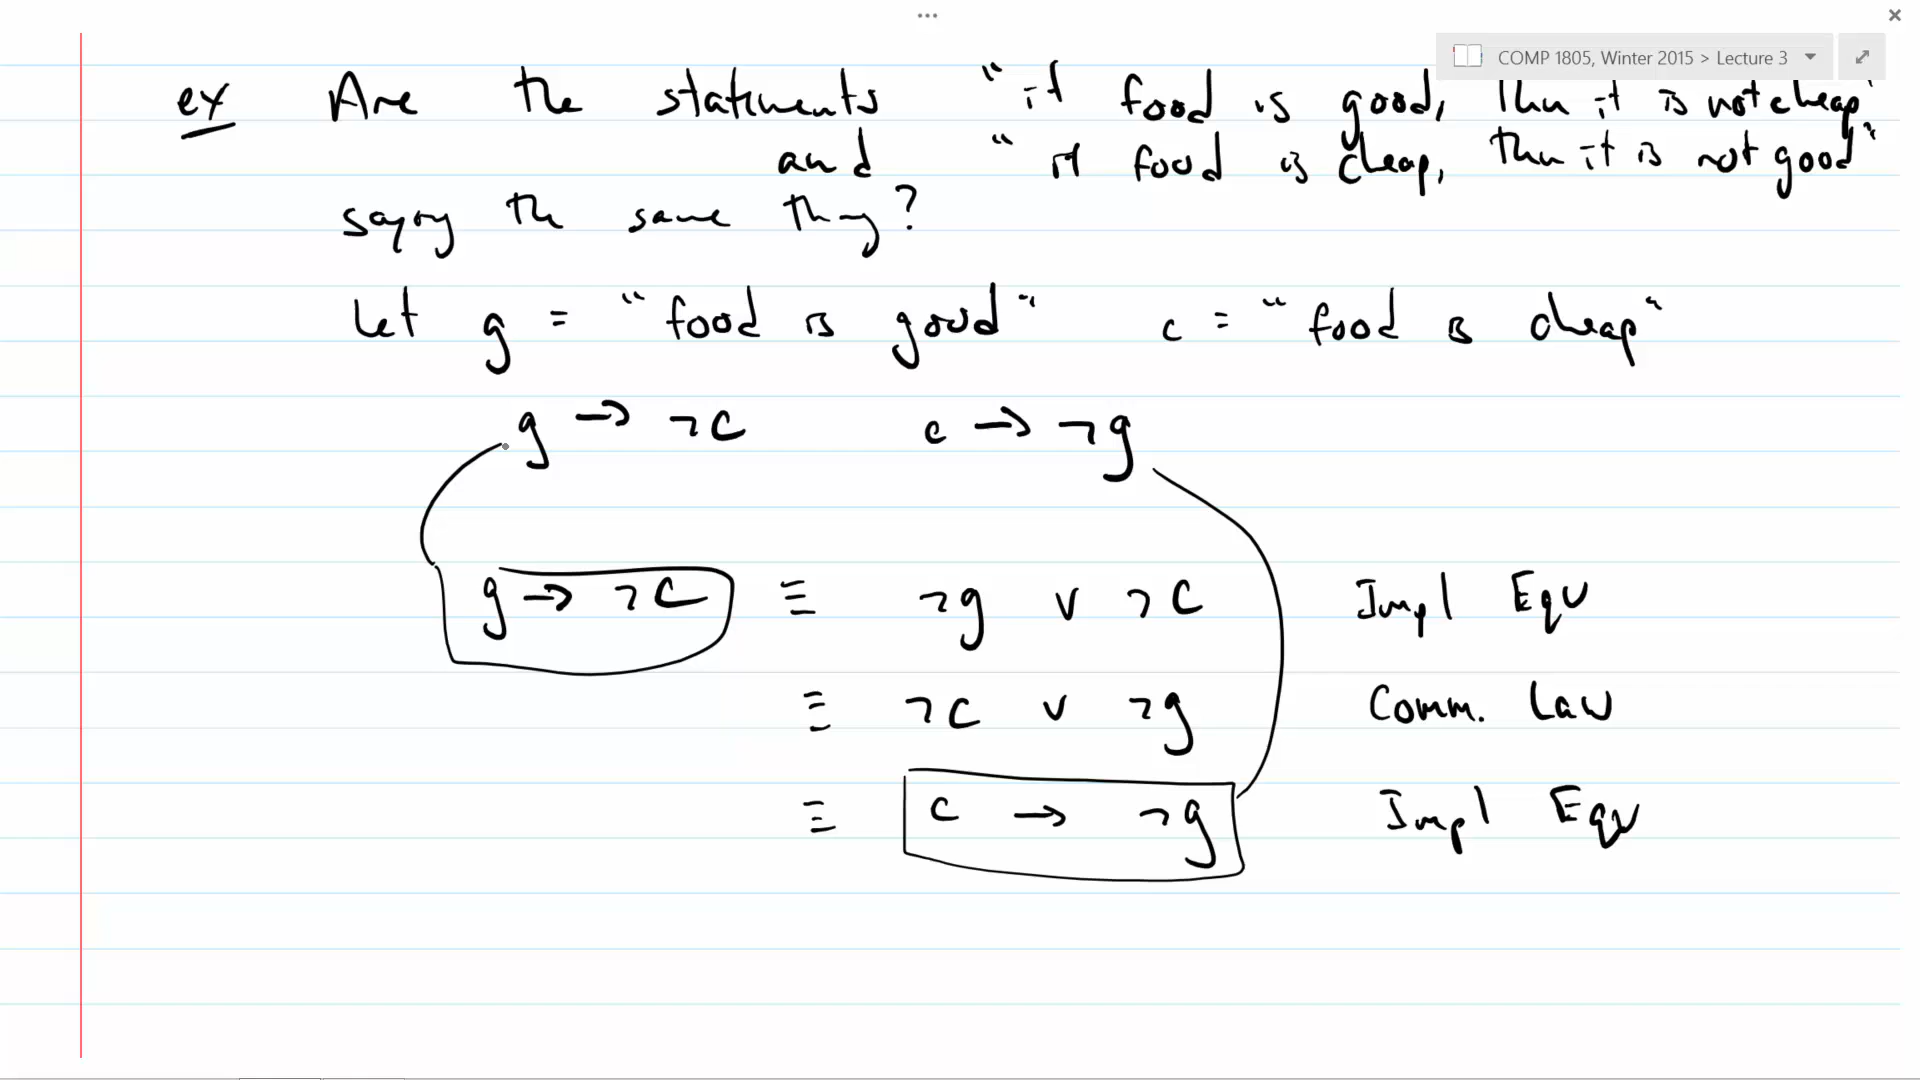 COMP 1805, Winter 2015 > Lecture 3
ex Are the statements "if food is good, then it is not cheap"
and "if food is cheap, then it is not good"
saying the same thing?
Let g = "food is good" c = "food is cheap"
g → ¬c c → ¬g
g → ¬c ≡ ¬g ∨ ¬c Impl Equ
≡ ¬c ∨ ¬g Comm. Law
≡ c → ¬g Impl Equ